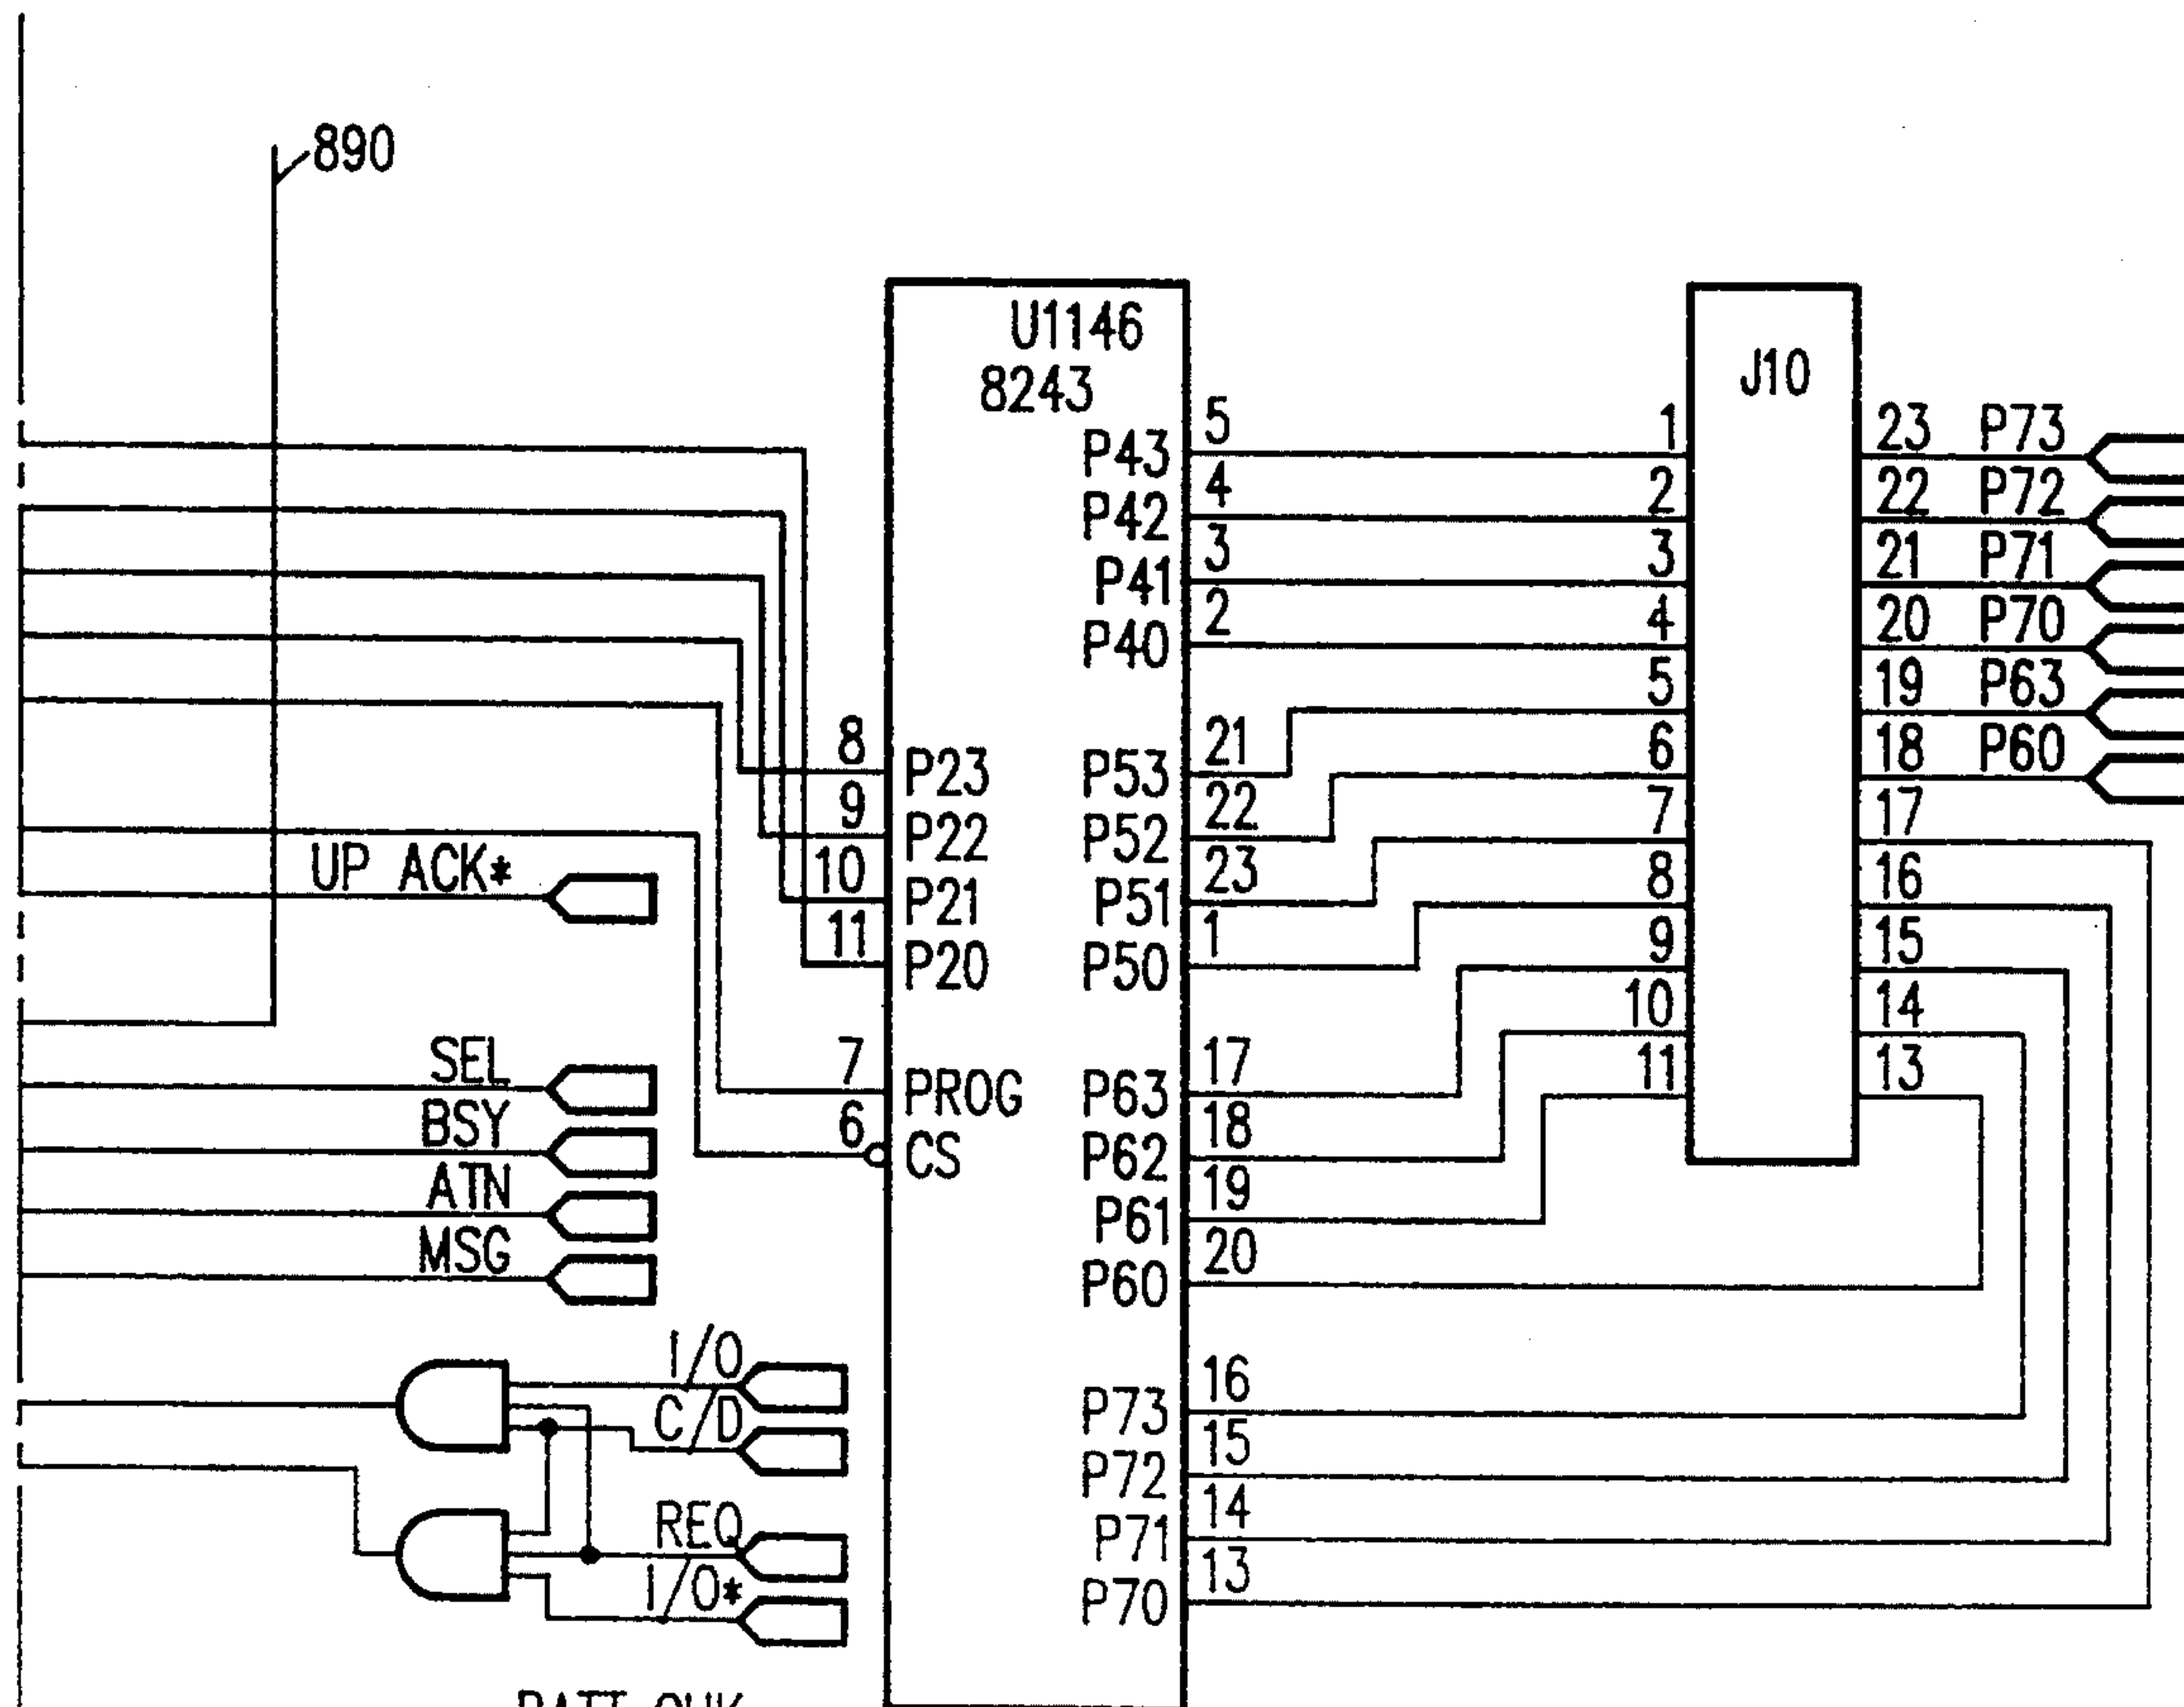 890
U1146
8243
J10
P43 5 1 23 P73
P42 4 2 22 P72
P41 3 3 21 P71
P40 2 4 20 P70
5 19 P63
8 P23 P53 21 6 18 P60
9 P22 P52 22 7 17
UP ACK*
10 P21 P51 23 8 16
11 P20 P50 1 9 15
10 14
SEL
7 PROG P63 17 11 13
BSY
6 CS P62 18
ATN
P61 19
MSG
P60 20
I/O
C/D
P73 16
P72 15
REQ
P71 14
I/O*
P70 13